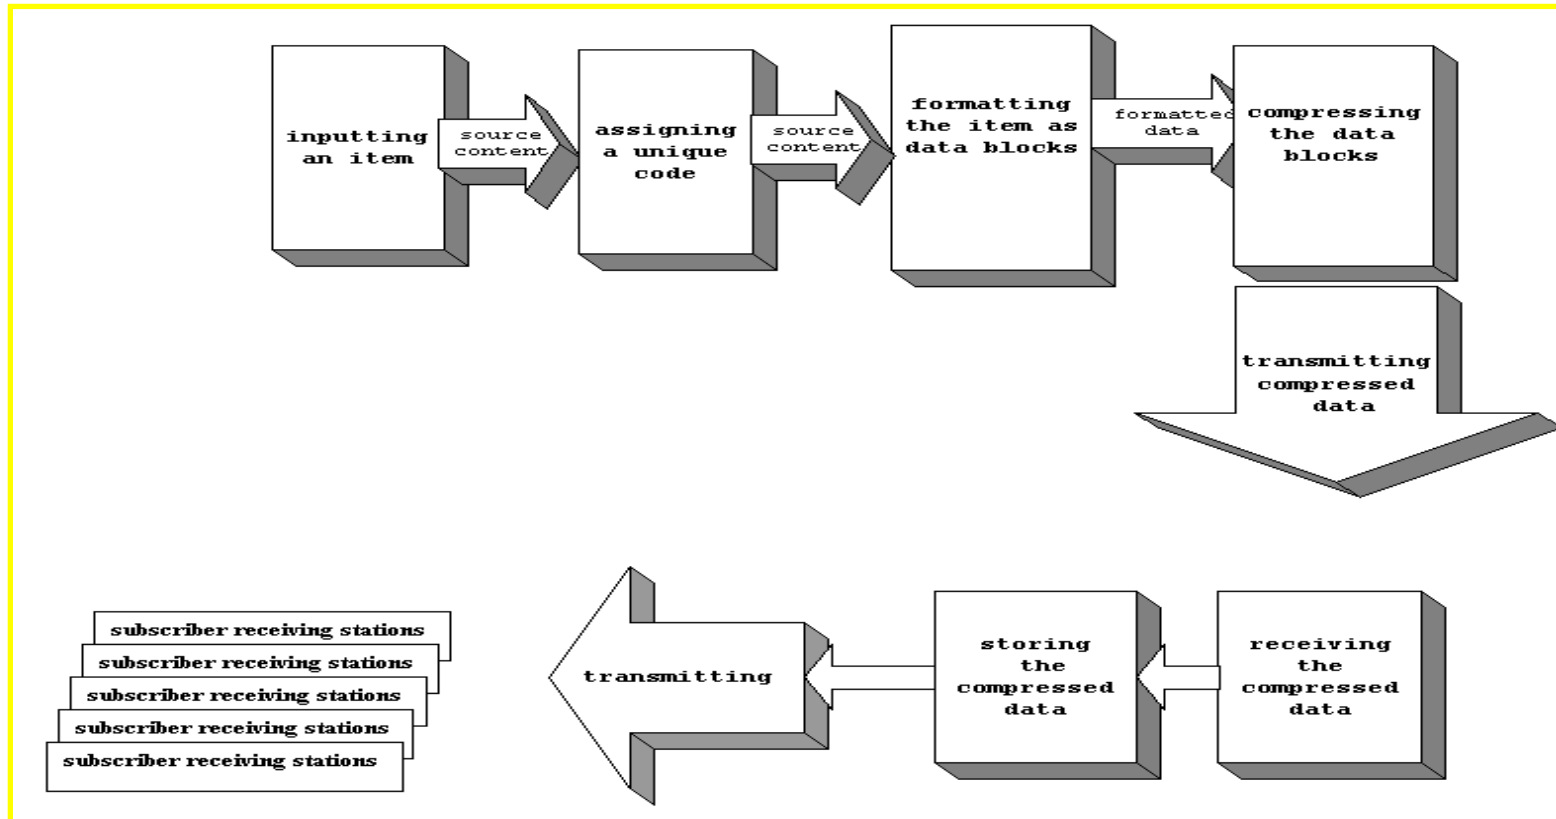 inputting
an item
source
content
assigning
a unique
code
source
content
formatting
the item as
data blocks
formatted
data
compressing
the data
blocks
transmitting
compressed
data
receiving
the
compressed
data
storing
the
compressed
data
transmitting
subscriber receiving stations
subscriber receiving stations
subscriber receiving stations
subscriber receiving stations
subscriber receiving stations